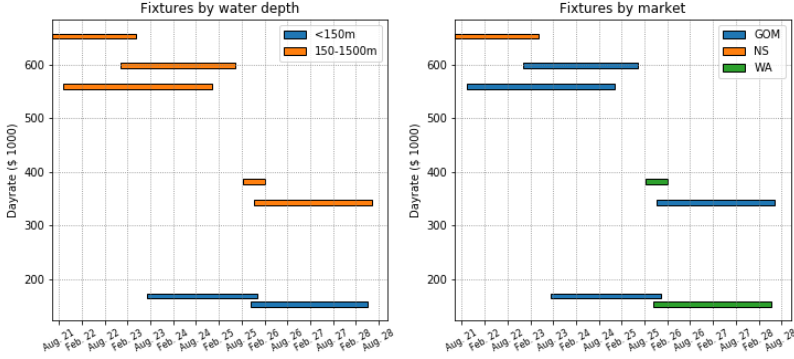 Fixtures by water depth
<150m
150-1500m
Dayrate ($ 1000)
600
500
400
300
200
Aug. 21
Feb. 22
Aug. 22
Feb. 23
Aug. 23
Feb. 24
Aug. 24
Feb. 25
Aug. 25
Feb. 26
Aug. 26
Feb. 27
Aug. 27
Feb. 28
Aug. 28
Fixtures by market
GOM
NS
WA
Dayrate ($ 1000)
600
500
400
300
200
Aug. 21
Feb. 22
Aug. 22
Feb. 23
Aug. 23
Feb. 24
Aug. 24
Feb. 25
Aug. 25
Feb. 26
Aug. 26
Feb. 27
Aug. 27
Feb. 28
Aug. 28